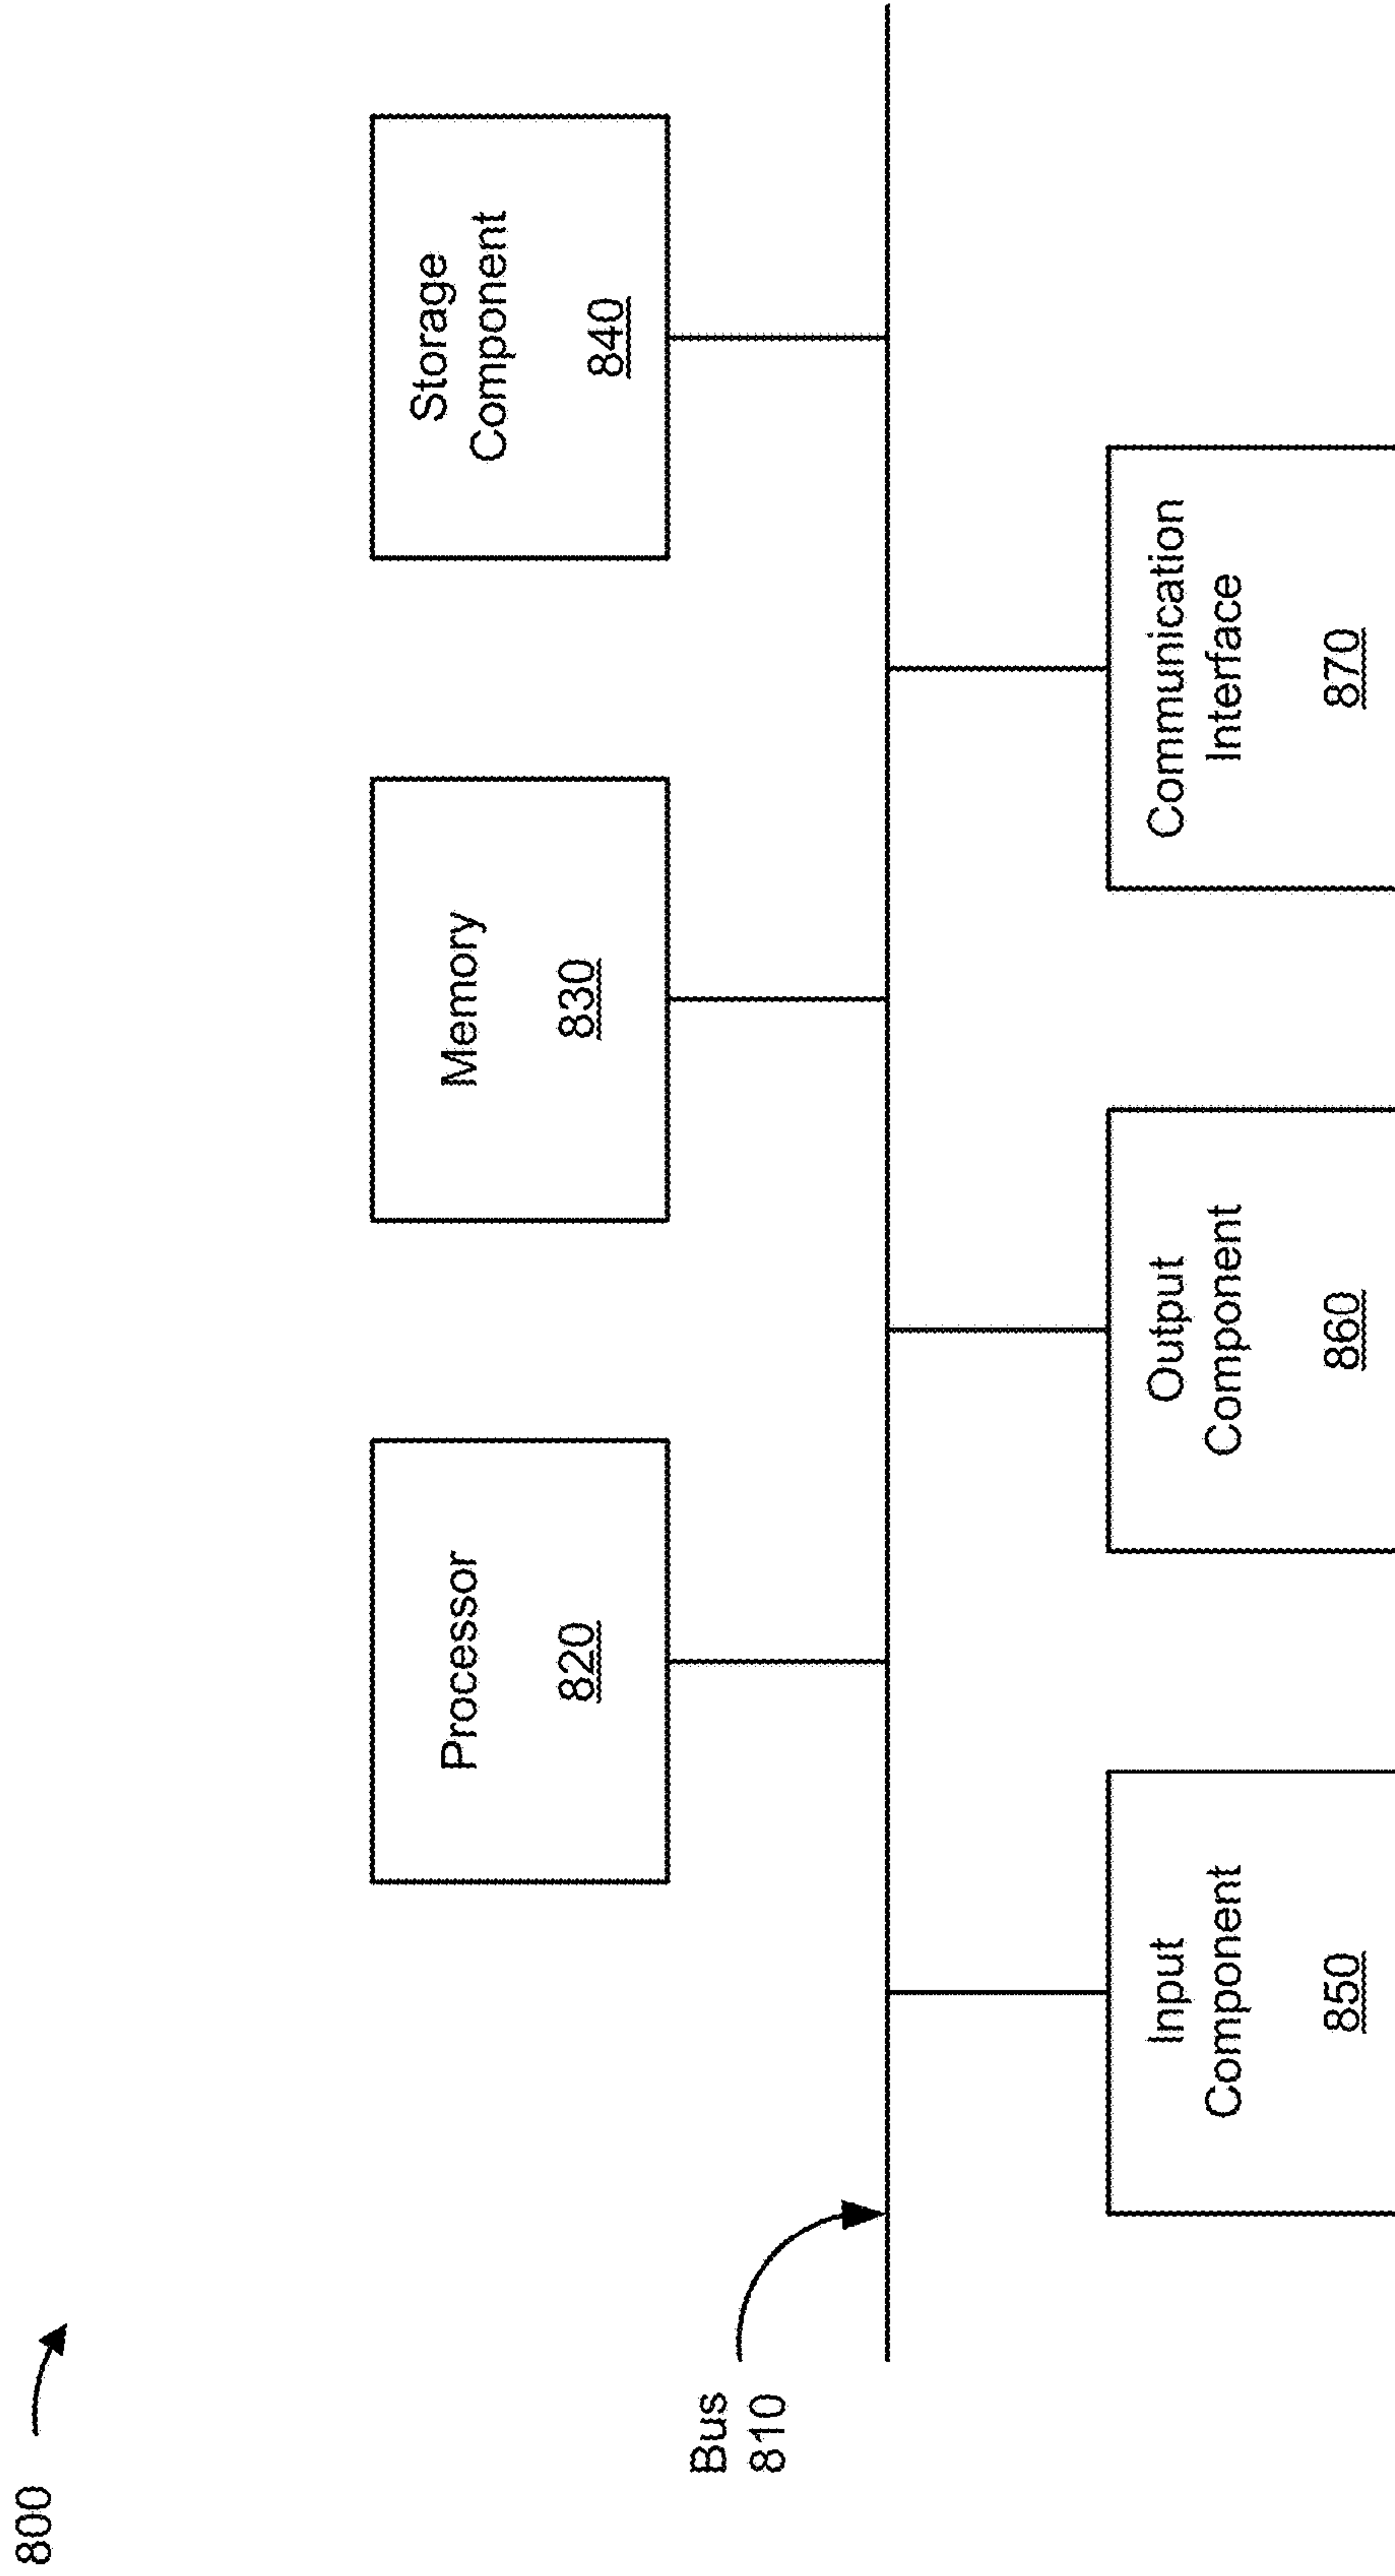 800
Processor
820
Memory
830
Storage
Component
840
Bus
810
Input
Component
850
Output
Component
860
Communication
Interface
870